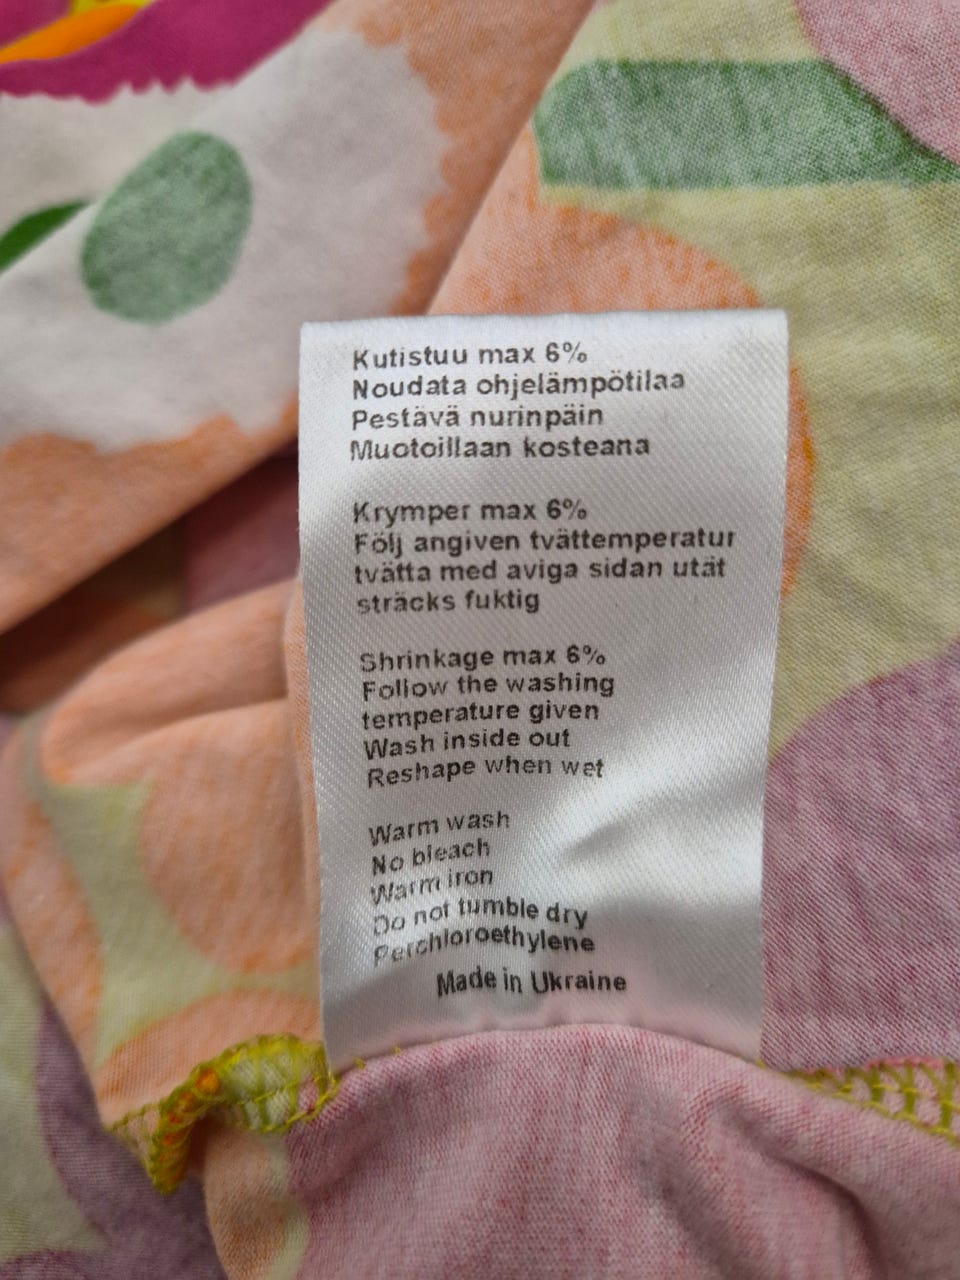 Kutistuu max 6%
Noudata ohjelämpötilaa
Pestävä nurinpäin
Muotoillaan kosteana
Krymper max 6%
Följ angiven tvättemperatur
tvätta med aviga sidan utåt
sträcks fuktig
Shrinkage max 6%
Follow the washing
temperature given
Wash inside out
Reshape when wet
Warm wash
No bleach
Warm iron
Do not tumble dry
Perchloroethylene
Made in Ukraine